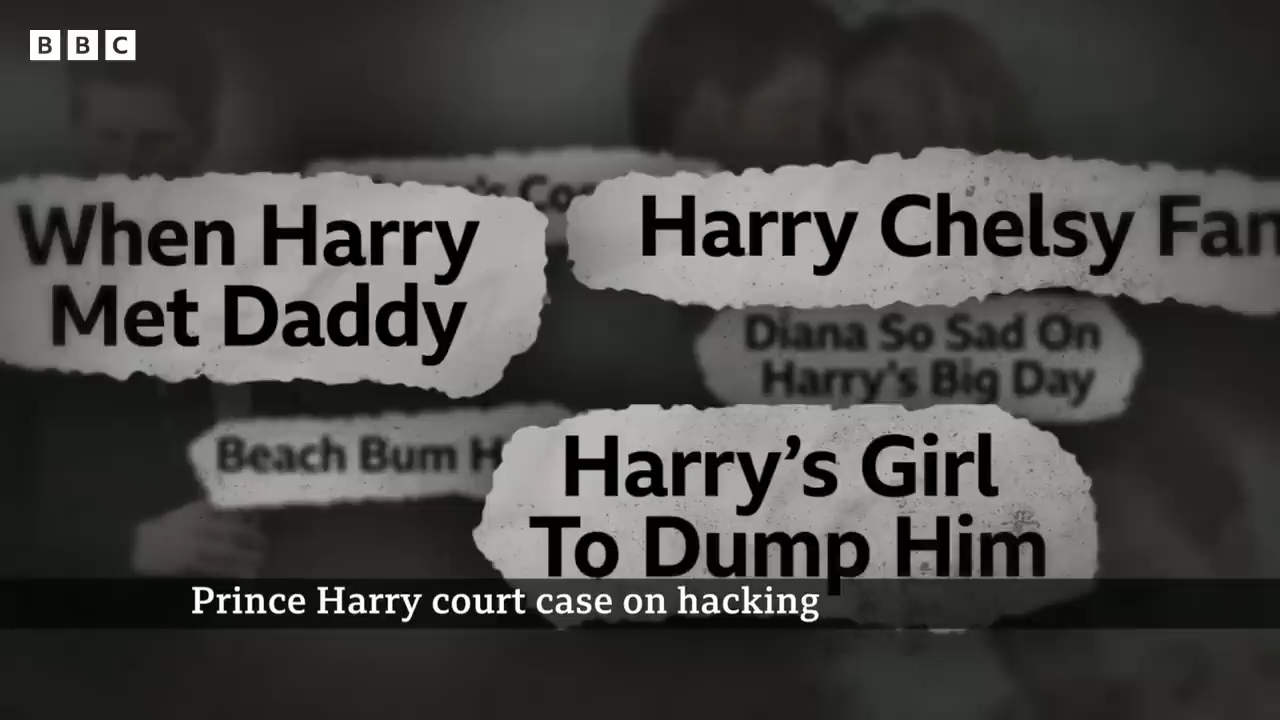 BBC
When Harry
Met Daddy
Harry Chelsy Fan
Diana So Sad On
Harry's Big Day
Beach Bum H
Harry’s Girl
To Dump Him
Prince Harry court case on hacking